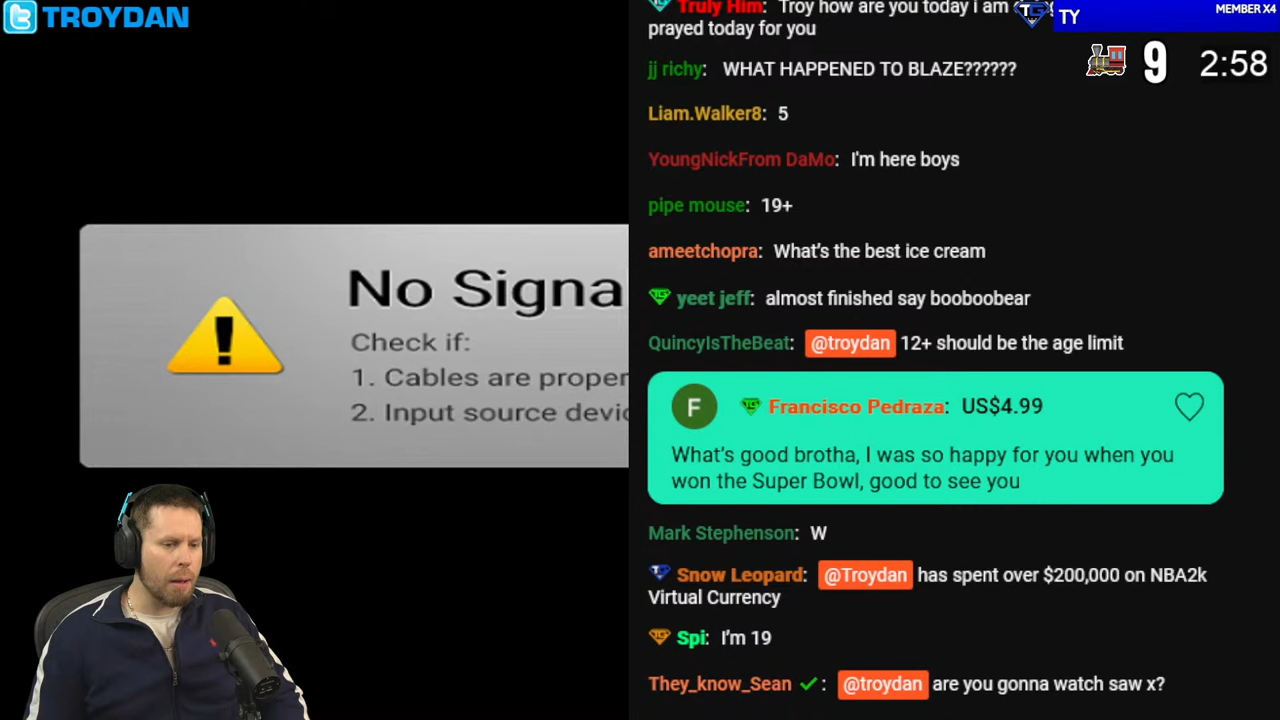 TROYDAN
Truly Him: Troy how are you today i am
prayed today for you
TY
MEMBER X4
9 2:58
jj richy: WHAT HAPPENED TO BLAZE??????
Liam.Walker8: 5
YoungNickFrom DaMo: I'm here boys
pipe mouse: 19+
ameetchopra: What's the best ice cream
yeet jeff: almost finished say booboobear
QuincyIsTheBeat: @troydan 12+ should be the age limit
F Francisco Pedraza: US$4.99
What's good brotha, I was so happy for you when you
won the Super Bowl, good to see you
Mark Stephenson: W
Snow Leopard: @Troydan has spent over $200,000 on NBA2k
Virtual Currency
Spi: I'm 19
They_know_Sean ✓ : @troydan are you gonna watch saw x?
No Signa
Check if:
1. Cables are proper
2. Input source devic